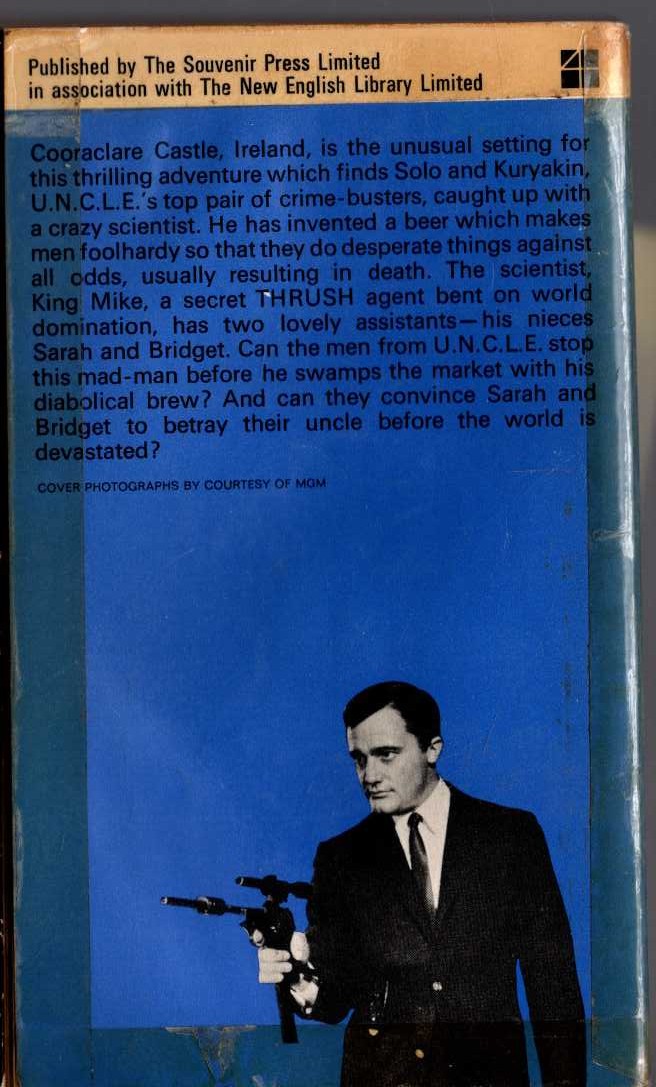 Published by The Souvenir Press Limited
in association with The New English Library Limited
Cooraclare Castle, Ireland, is the unusual setting for
this thrilling adventure which finds Solo and Kuryakin,
U.N.C.L.E.'s top pair of crime-busters, caught up with
a crazy scientist. He has invented a beer which makes
men foolhardy so that they do desperate things against
all odds, usually resulting in death. The scientist,
King Mike, a secret THRUSH agent bent on world
domination, has two lovely assistants—his nieces
Sarah and Bridget. Can the men from U.N.C.L.E. stop
this mad-man before he swamps the market with his
diabolical brew? And can they convince Sarah and
Bridget to betray their uncle before the world is
devastated?
COVER PHOTOGRAPHS BY COURTESY OF MGM